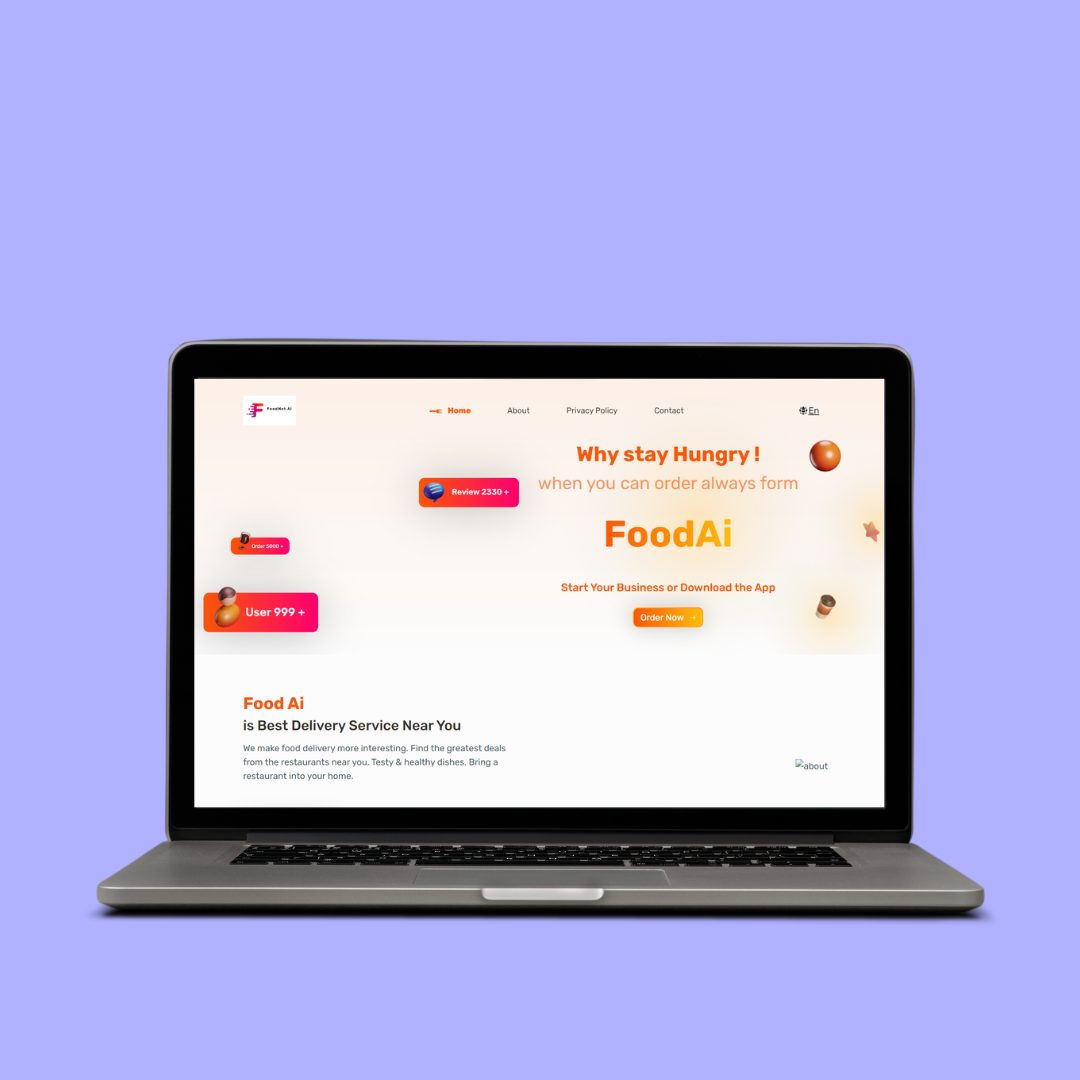 FoodNet Ai
Home
About
Privacy Policy
Contact
En
Why stay Hungry !
when you can order always form
FoodAi
Review 2330 +
Order 5000 +
User 999 +
Start Your Business or Download the App
Order Now →
Food Ai
is Best Delivery Service Near You
We make food delivery more interesting. Find the greatest deals
from the restaurants near you. Testy & healthy dishes. Bring a
restaurant into your home.
about